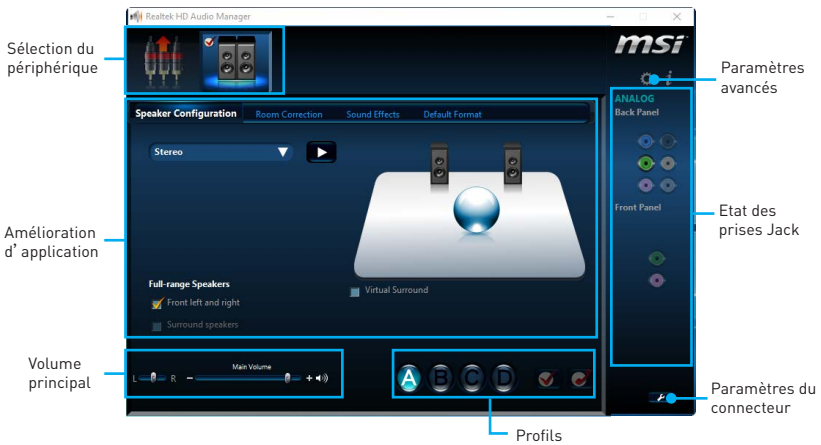 Realtek HD Audio Manager
Sélection du
périphérique
msi
Paramètres
avancés
Speaker Configuration
Room Correction
Sound Effects
Default Format
ANALOG
Back Panel
Stereo
Front Panel
Etat des
prises Jack
Amélioration
d'application
Full-range Speakers
Front left and right
Surround speakers
Virtual Surround
Volume
principal
Main Volume
L R - +
A B C D
Paramètres du
connecteur
Profils